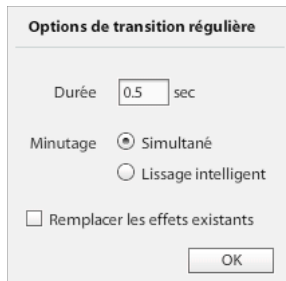 Options de transition régulière
Durée 0.5 sec
Minutage Simultané
Lissage intelligent
Remplacer les effets existants
OK